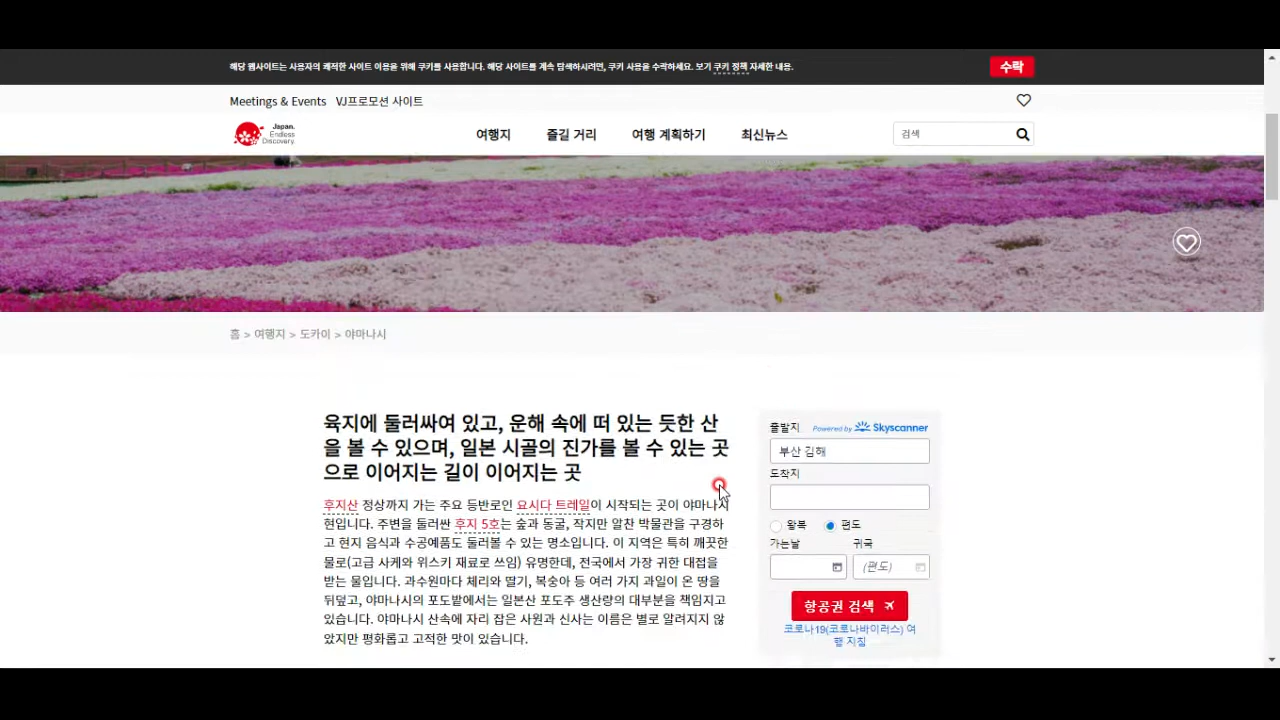 해당 웹사이트는 사용자의 쾌적한 사이트 이용을 위해 쿠키를 사용합니다. 해당 사이트를 계속 탐색하시려면, 쿠키 사용을 수락하세요. 보기 쿠키 정책 자세한 내용.
수락
Meetings & Events VJ프로모션 사이트
Japan.
Endless
Discovery.
여행지 즐길 거리 여행 계획하기 최신뉴스
검색
홈 > 여행지 > 도카이 > 야마나시
육지에 둘러싸여 있고, 운해 속에 떠 있는 듯한 산
을 볼 수 있으며, 일본 시골의 진가를 볼 수 있는 곳
으로 이어지는 길이 이어지는 곳
후지산 정상까지 가는 주요 등반로인 요시다 트레일이 시작되는 곳이 야마나시
현입니다. 주변을 둘러싼 후지 5호는 숲과 동굴, 작지만 알찬 박물관을 구경하
고 현지 음식과 수공예품도 둘러볼 수 있는 명소입니다. 이 지역은 특히 깨끗한
물로(고급 사케와 위스키 재료로 쓰임) 유명한데, 전국에서 가장 귀한 대접을
받는 물입니다. 과수원마다 체리와 딸기, 복숭아 등 여러 가지 과일이 온 땅을
뒤덮고, 야마나시의 포도밭에서는 일본산 포도주 생산량의 대부분을 책임지고
있습니다. 야마나시 산속에 자리 잡은 사원과 신사는 이름은 별로 알려지지 않
았지만 평화롭고 고적한 맛이 있습니다.
출발지 Powered by Skyscanner
부산 김해
도착지
왕복 편도
가는날 귀국
(편도)
항공권 검색
코로나19(코로나바이러스) 여
행 지침